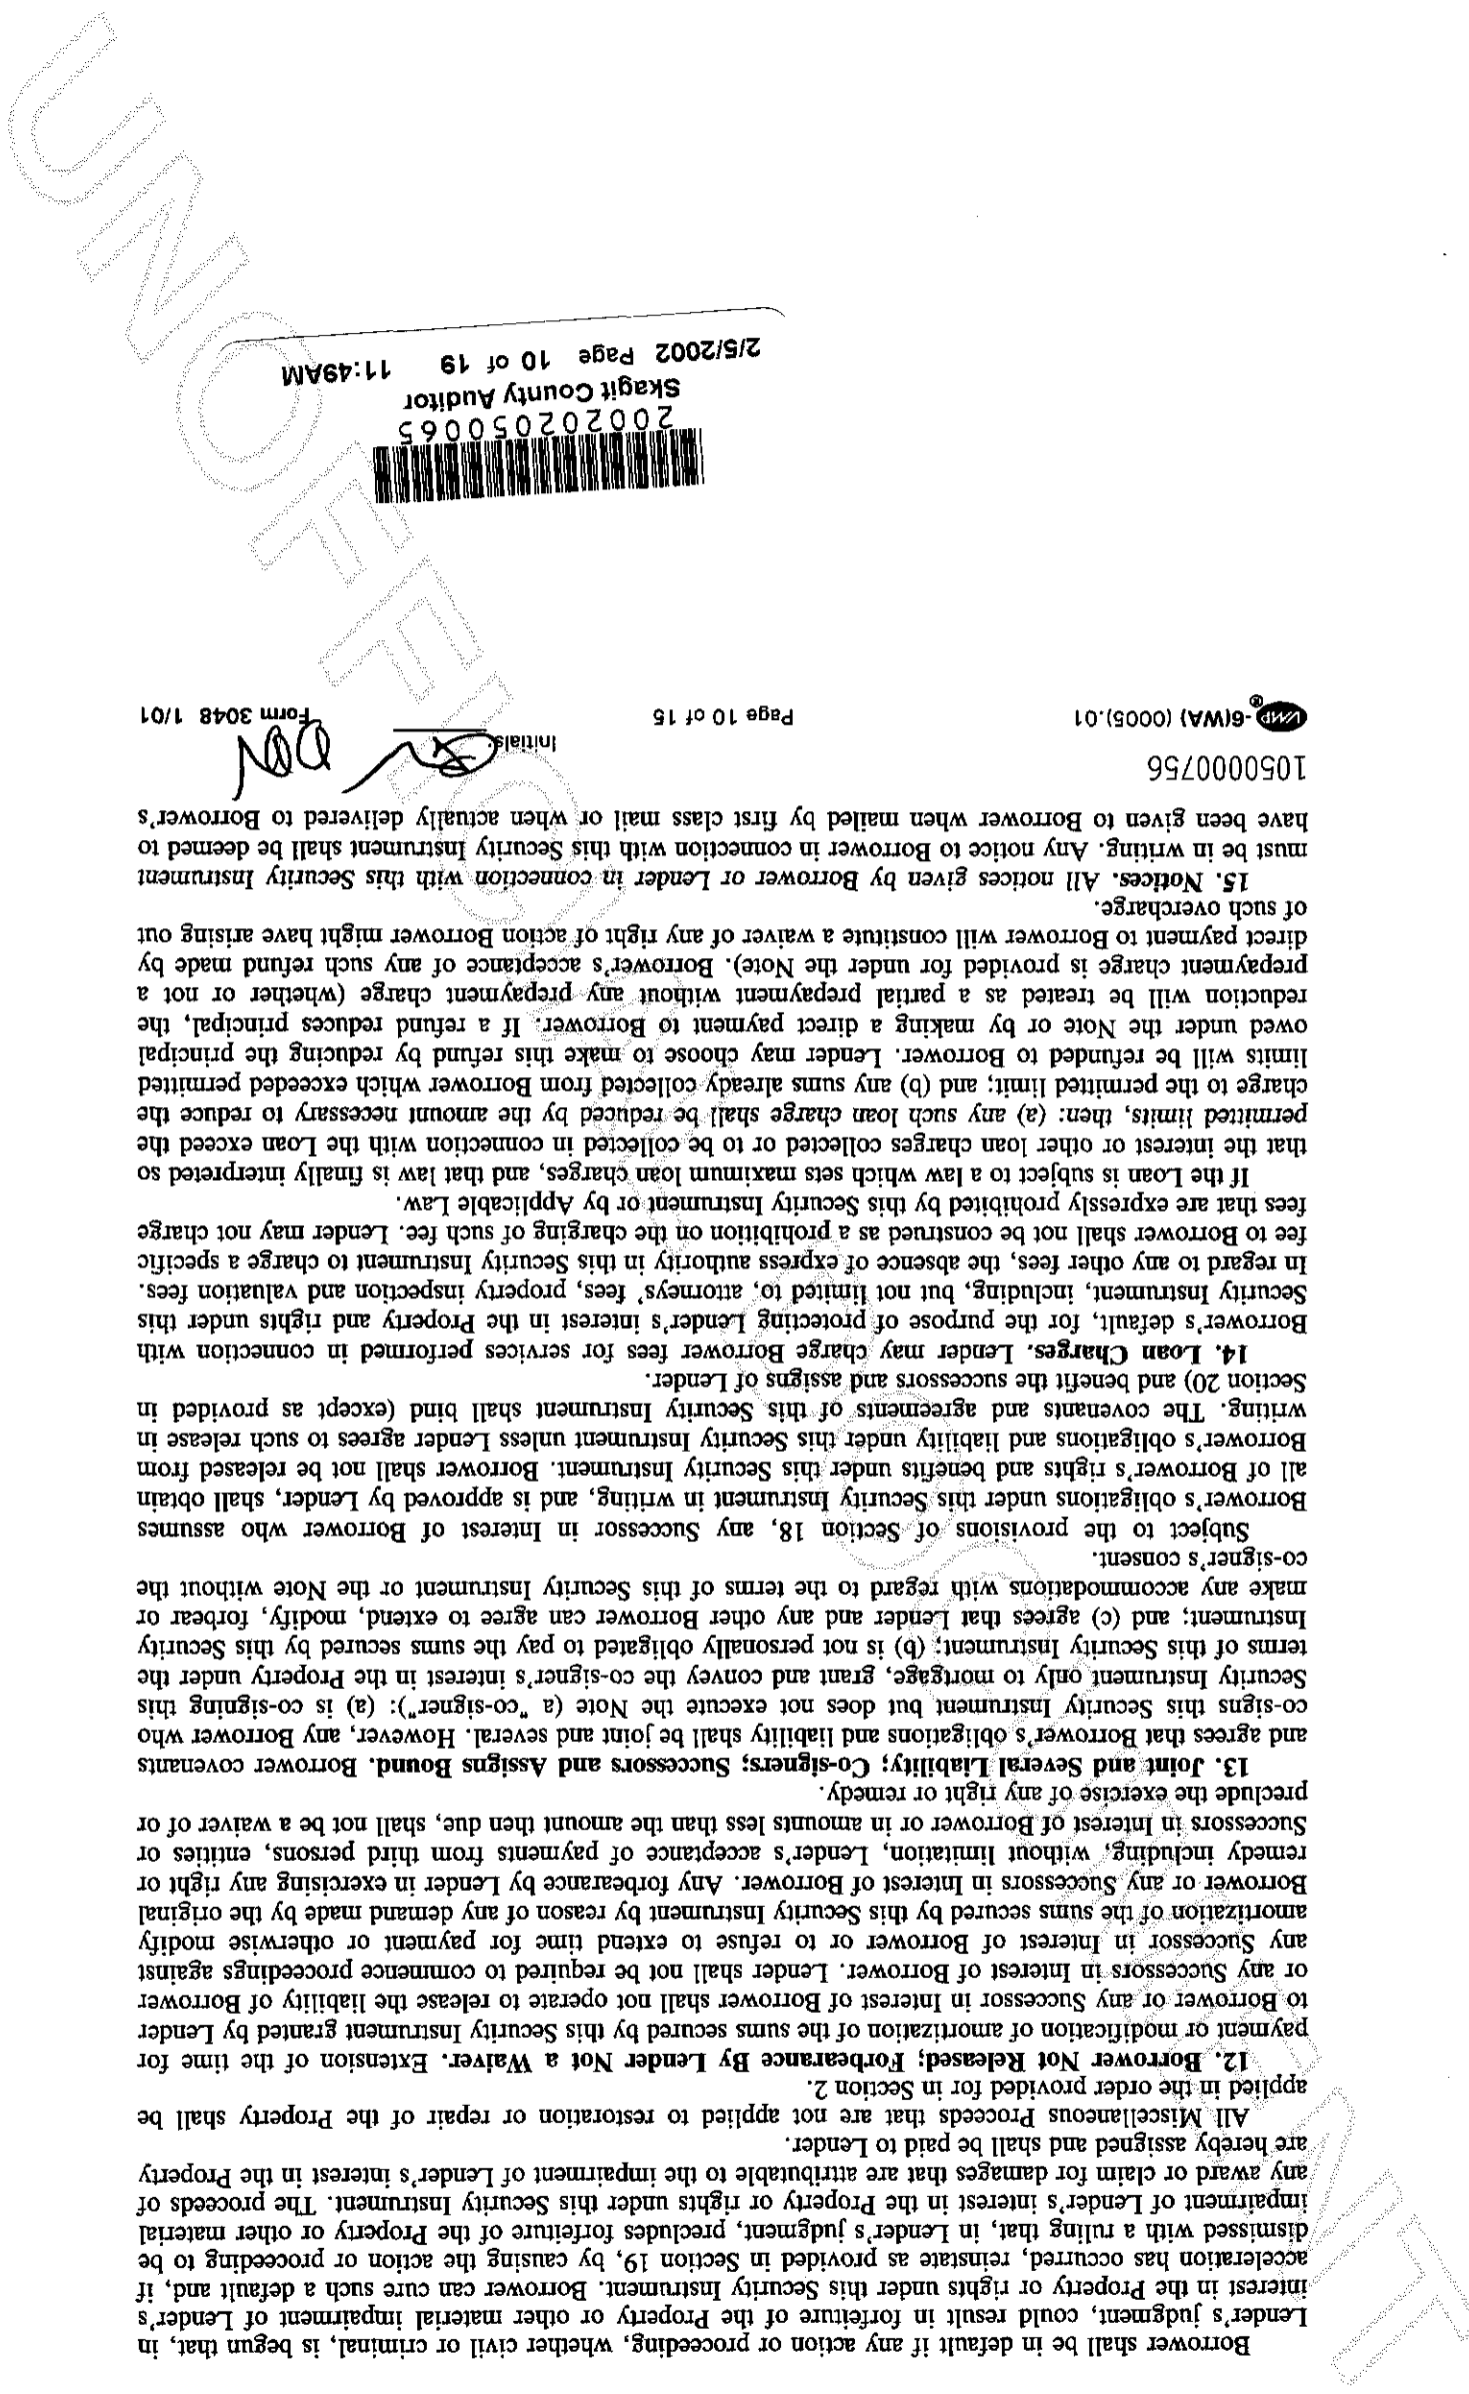 Borrower shall be in default if any action or proceeding, whether civil or criminal, is begun that, in
Lender's judgment, could result in forfeiture of the Property or other material impairment of Lender's
interest in the Property or rights under this Security Instrument. Borrower can cure such a default and, if
acceleration has occurred, reinstate as provided in Section 19, by causing the action or proceeding to be
dismissed with a ruling that, in Lender's judgment, precludes forfeiture of the Property or other material
impairment of Lender's interest in the Property or rights under this Security Instrument. The proceeds of
any award or claim for damages that are attributable to the impairment of Lender's interest in the Property
are hereby assigned and shall be paid to Lender.
All Miscellaneous Proceeds that are not applied to restoration or repair of the Property shall be
applied in the order provided for in Section 2.
12. Borrower Not Released; Forbearance By Lender Not a Waiver. Extension of the time for
payment or modification of amortization of the sums secured by this Security Instrument granted by Lender
to Borrower or any Successor in Interest of Borrower shall not operate to release the liability of Borrower
or any Successors in Interest of Borrower. Lender shall not be required to commence proceedings against
any Successor in Interest of Borrower or to refuse to extend time for payment or otherwise modify
amortization of the sums secured by this Security Instrument by reason of any demand made by the original
Borrower or any Successors in Interest of Borrower. Any forbearance by Lender in exercising any right or
remedy including, without limitation, Lender's acceptance of payments from third persons, entities or
Successors in Interest of Borrower or in amounts less than the amount then due, shall not be a waiver of or
preclude the exercise of any right or remedy.
13. Joint and Several Liability; Co-signers; Successors and Assigns Bound. Borrower covenants
and agrees that Borrower's obligations and liability shall be joint and several. However, any Borrower who
co-signs this Security Instrument but does not execute the Note (a "co-signer"): (a) is co-signing this
Security Instrument only to mortgage, grant and convey the co-signer's interest in the Property under the
terms of this Security Instrument; (b) is not personally obligated to pay the sums secured by this Security
Instrument; and (c) agrees that Lender and any other Borrower can agree to extend, modify, forbear or
make any accommodations with regard to the terms of this Security Instrument or the Note without the
co-signer's consent.
Subject to the provisions of Section 18, any Successor in Interest of Borrower who assumes
Borrower's obligations under this Security Instrument in writing, and is approved by Lender, shall obtain
all of Borrower's rights and benefits under this Security Instrument. Borrower shall not be released from
Borrower's obligations and liability under this Security Instrument unless Lender agrees to such release in
writing. The covenants and agreements of this Security Instrument shall bind (except as provided in
Section 20) and benefit the successors and assigns of Lender.
14. Loan Charges. Lender may charge Borrower fees for services performed in connection with
Borrower's default, for the purpose of protecting Lender's interest in the Property and rights under this
Security Instrument, including, but not limited to, attorneys' fees, property inspection and valuation fees.
In regard to any other fees, the absence of express authority in this Security Instrument to charge a specific
fee to Borrower shall not be construed as a prohibition on the charging of such fee. Lender may not charge
fees that are expressly prohibited by this Security Instrument or by Applicable Law.
If the Loan is subject to a law which sets maximum loan charges, and that law is finally interpreted so
that the interest or other loan charges collected or to be collected in connection with the Loan exceed the
permitted limits, then: (a) any such loan charge shall be reduced by the amount necessary to reduce the
charge to the permitted limit; and (b) any sums already collected from Borrower which exceeded permitted
limits will be refunded to Borrower. Lender may choose to make this refund by reducing the principal
owed under the Note or by making a direct payment to Borrower. If a refund reduces principal, the
reduction will be treated as a partial prepayment without any prepayment charge (whether or not a
prepayment charge is provided for under the Note). Borrower's acceptance of any such refund made by
direct payment to Borrower will constitute a waiver of any right of action Borrower might have arising out
of such overcharge.
15. Notices. All notices given by Borrower or Lender in connection with this Security Instrument
must be in writing. Any notice to Borrower in connection with this Security Instrument shall be deemed to
have been given to Borrower when mailed by first class mail or when actually delivered to Borrower's
1050000756
Initials:
VMP®-6(WA) (0005).01 Page 10 of 15 Form 3048 1/01
200202050065
Skagit County Auditor
2/5/2002 Page 10 of 19 11:49AM
UNOFFICIAL DOCUMENT